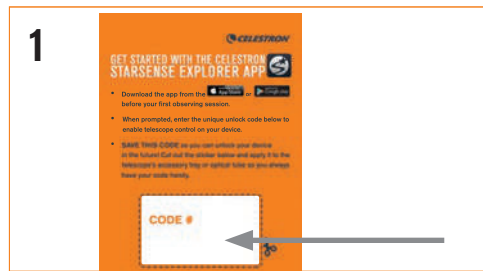 1
CELESTRON
GET STARTED WITH THE CELESTRON
STARSENSE EXPLORER APP
• Download the app from the App Store or Google Play
before your first observing session.
• When prompted, enter the unique unlock code below to
enable telescope control on your device.
• SAVE THIS CODE so you can unlock your device
in the future! Cut out the sticker below and apply it to the
telescope's accessory tray or optical tube so you always
have your code handy.
CODE #